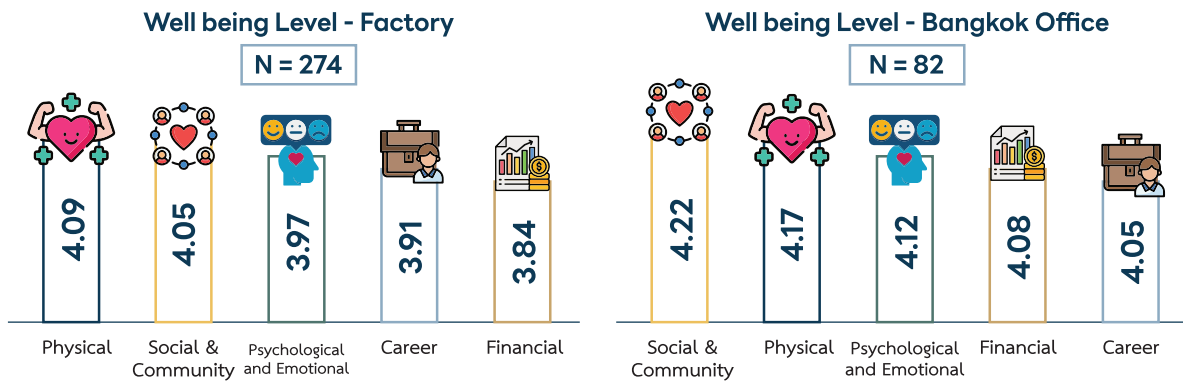 Well being Level - Factory
N = 274
4.09
4.05
3.97
3.91
3.84
Physical
Social &
Community
Psychological
and Emotional
Career
Financial
Well being Level - Bangkok Office
N = 82
4.22
4.17
4.12
4.08
4.05
Social &
Community
Physical
Psychological
and Emotional
Financial
Career